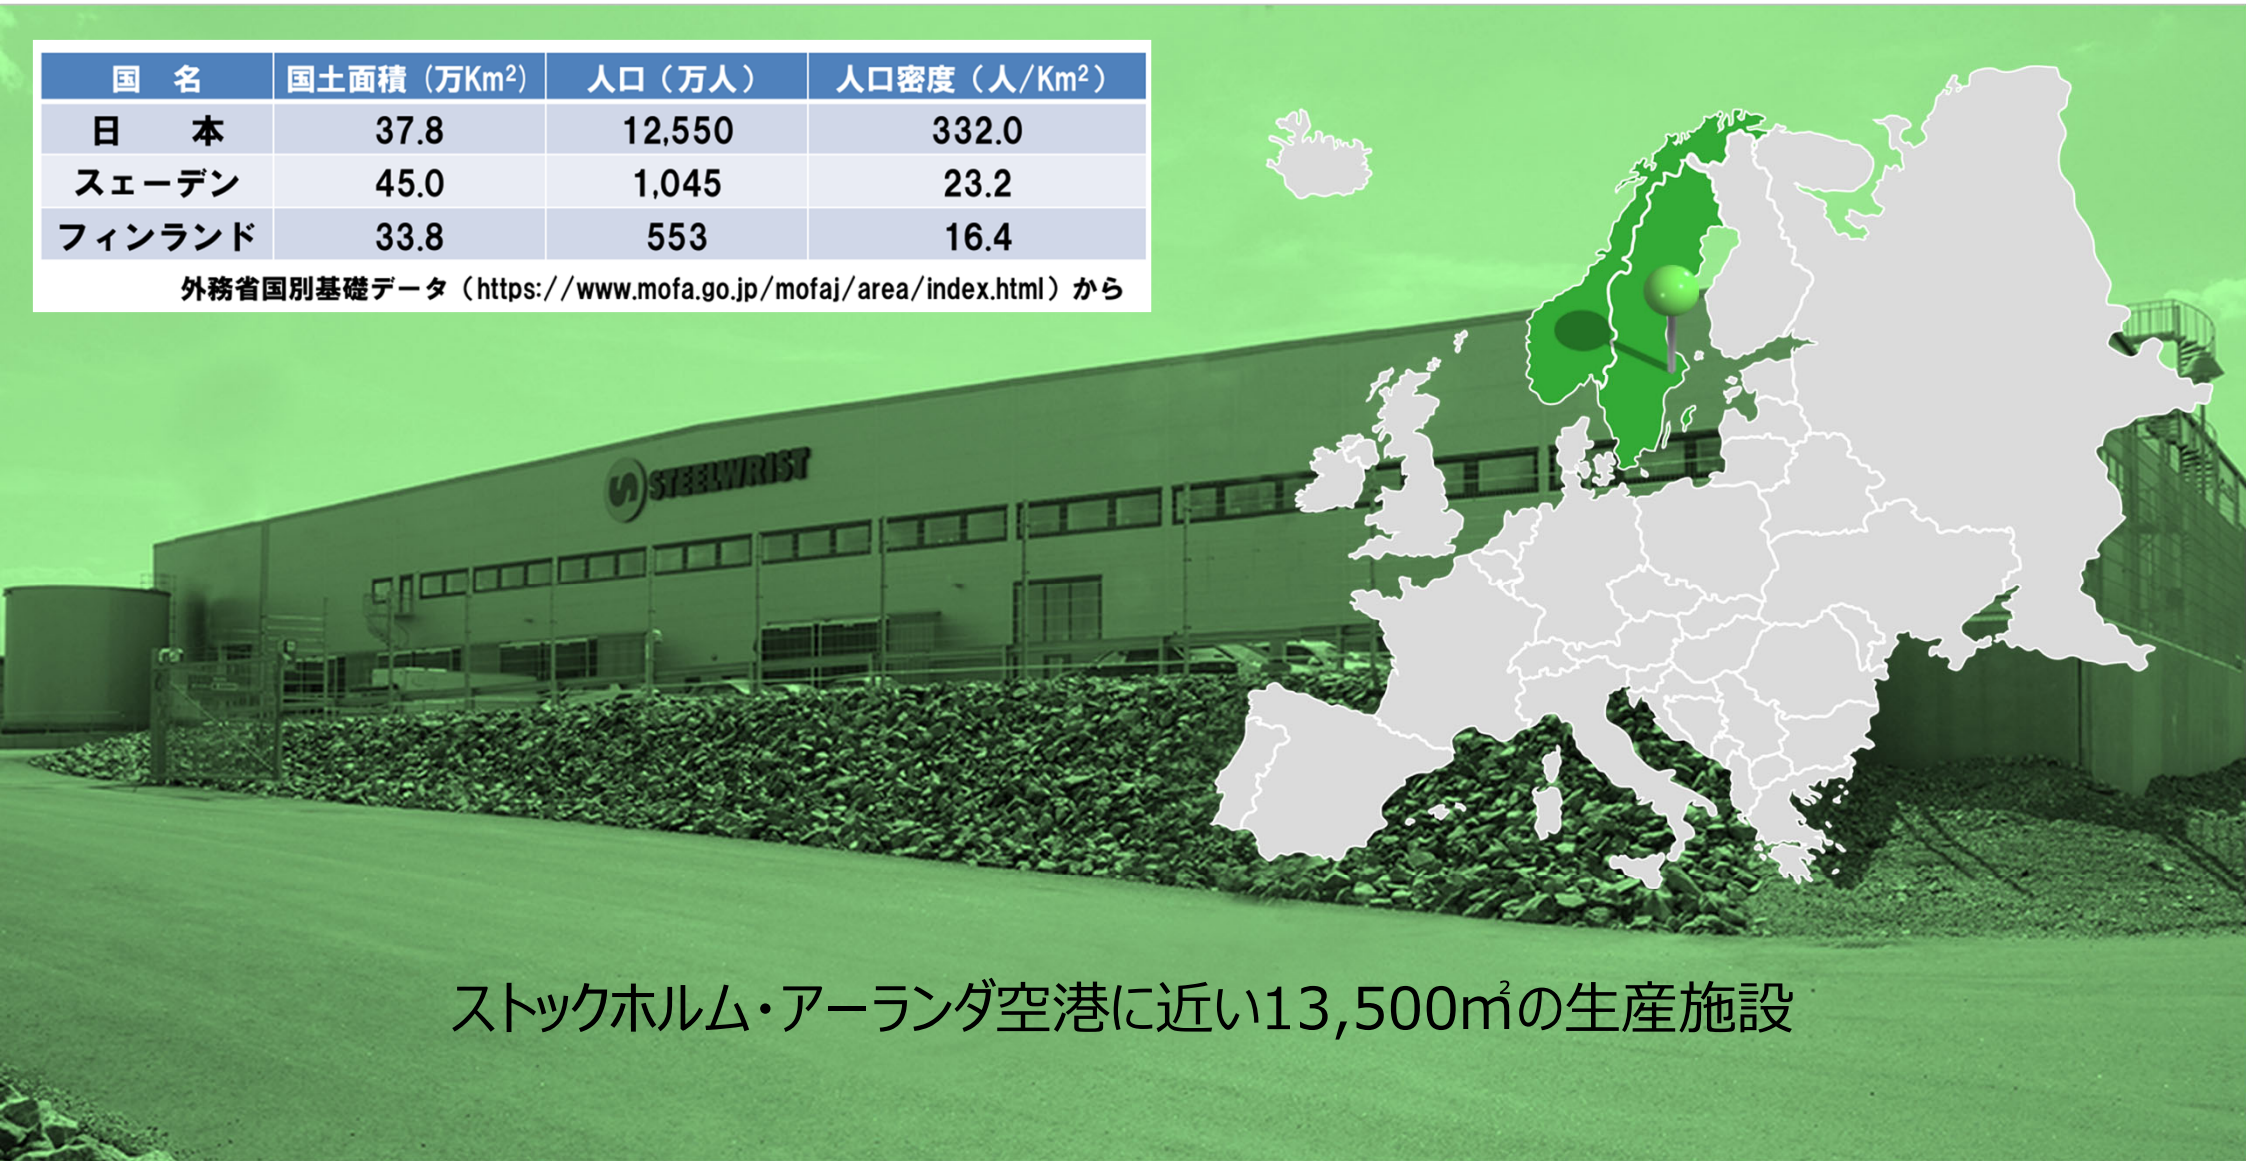 国　名 国土面積（万Km²） 人口（万人） 人口密度（人/Km²）
日　本 37.8 12,550 332.0
スェーデン 45.0 1,045 23.2
フィンランド 33.8 553 16.4
外務省国別基礎データ（https://www.mofa.go.jp/mofaj/area/index.html）から
STEELWRIST
ストックホルム・アーランダ空港に近い13,500㎡の生産施設